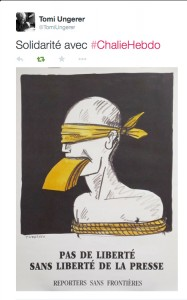 Tomi Ungerer
@TomiUngerer
Solidarité avec #ChalieHebdo
PAS DE LIBERTÉ
SANS LIBERTÉ DE LA PRESSE
REPORTERS SANS FRONTIÈRES